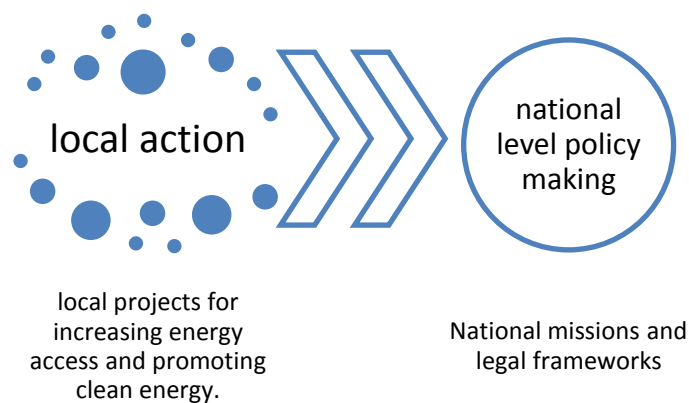 local action
national
level policy
making
local projects for
increasing energy
access and promoting
clean energy.
National missions and
legal frameworks